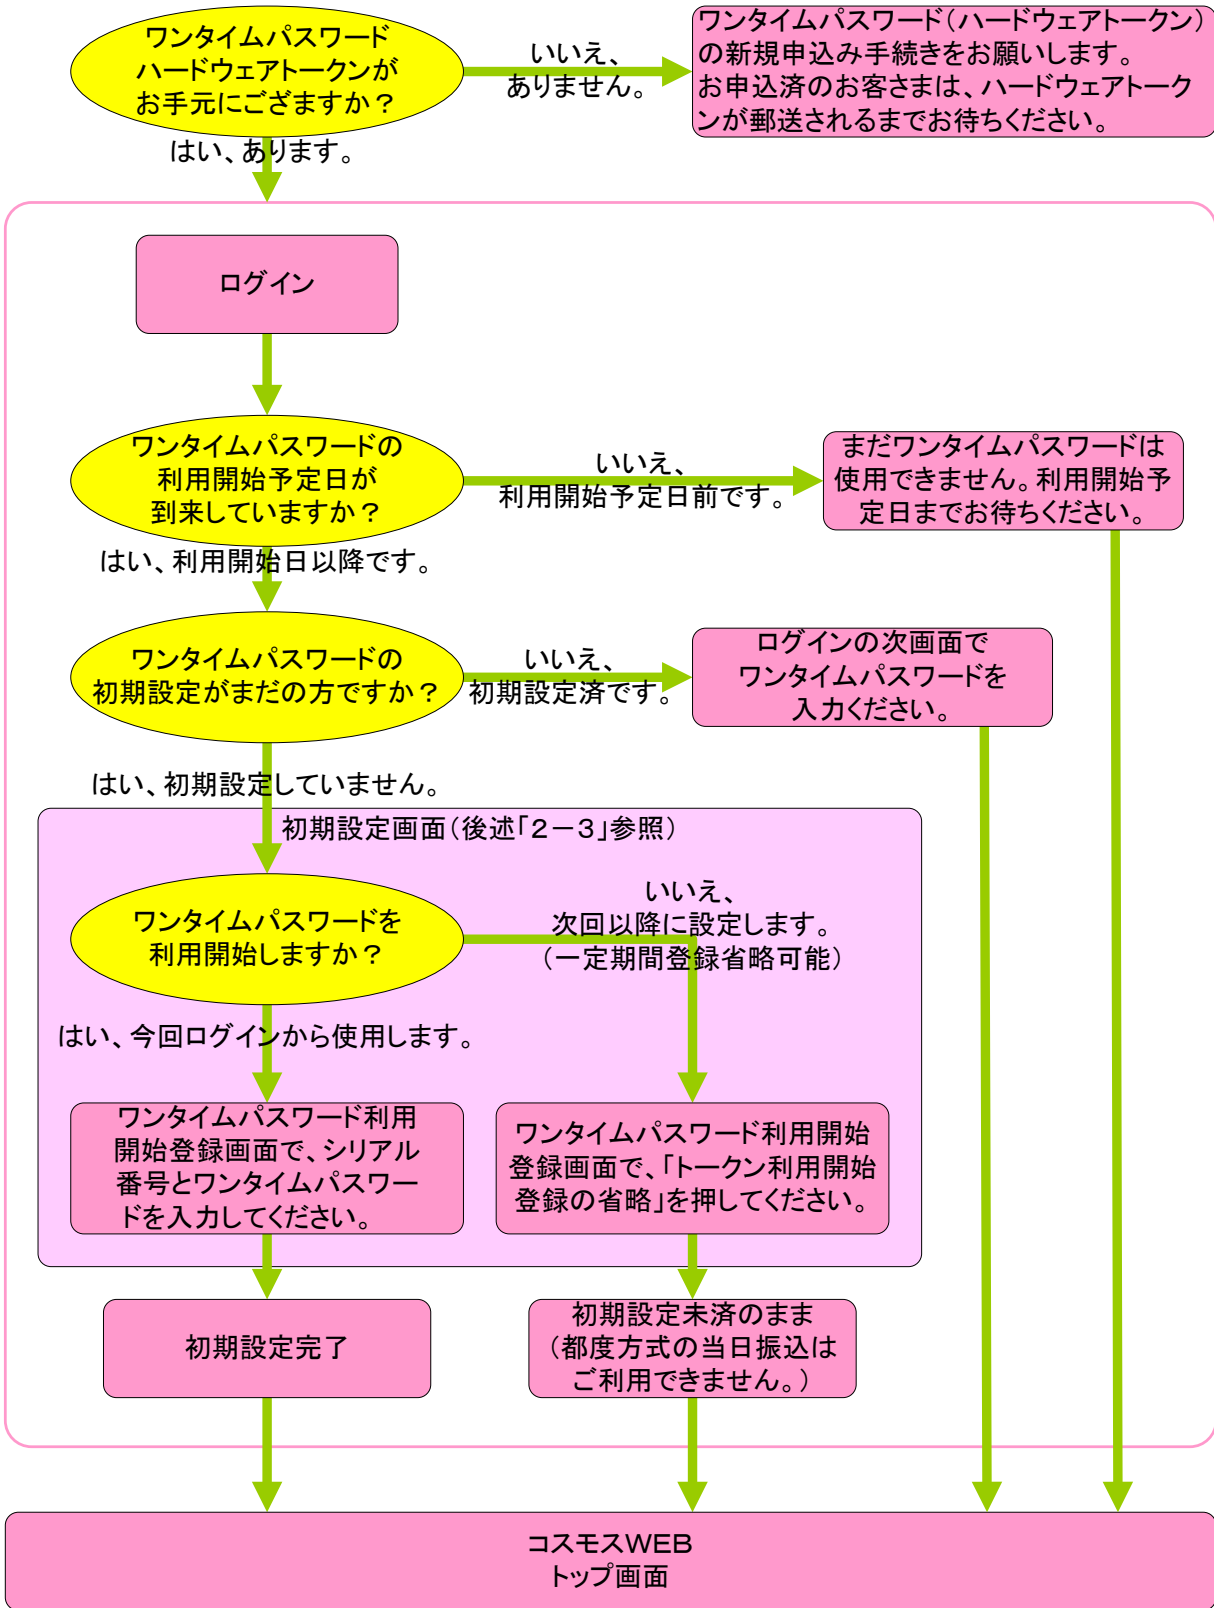 ワンタイムパスワード
ハードウェアトークンが
お手元にござますか？
いいえ、
ありません。
ワンタイムパスワード（ハードウェアトークン）
の新規申込み手続きをお願いします。
お申込済のお客さまは、ハードウェアトーク
ンが郵送されるまでお待ちください。
はい、あります。
ログイン
ワンタイムパスワードの
利用開始予定日が
到来していますか？
いいえ、
利用開始予定日前です。
まだワンタイムパスワードは
使用できません。利用開始予
定日までお待ちください。
はい、利用開始日以降です。
ワンタイムパスワードの
初期設定がまだの方ですか？
いいえ、
初期設定済です。
ログインの次画面で
ワンタイムパスワードを
入力ください。
はい、初期設定していません。
初期設定画面（後述「２－３」参照）
ワンタイムパスワードを
利用開始しますか？
いいえ、
次回以降に設定します。
（一定期間登録省略可能）
はい、今回ログインから使用します。
ワンタイムパスワード利用
開始登録画面で、シリアル
番号とワンタイムパスワー
ドを入力してください。
ワンタイムパスワード利用開始
登録画面で、「トークン利用開始
登録の省略」を押してください。
初期設定完了
初期設定未済のまま
（都度方式の当日振込は
ご利用できません。）
コスモスＷＥＢ
トップ画面